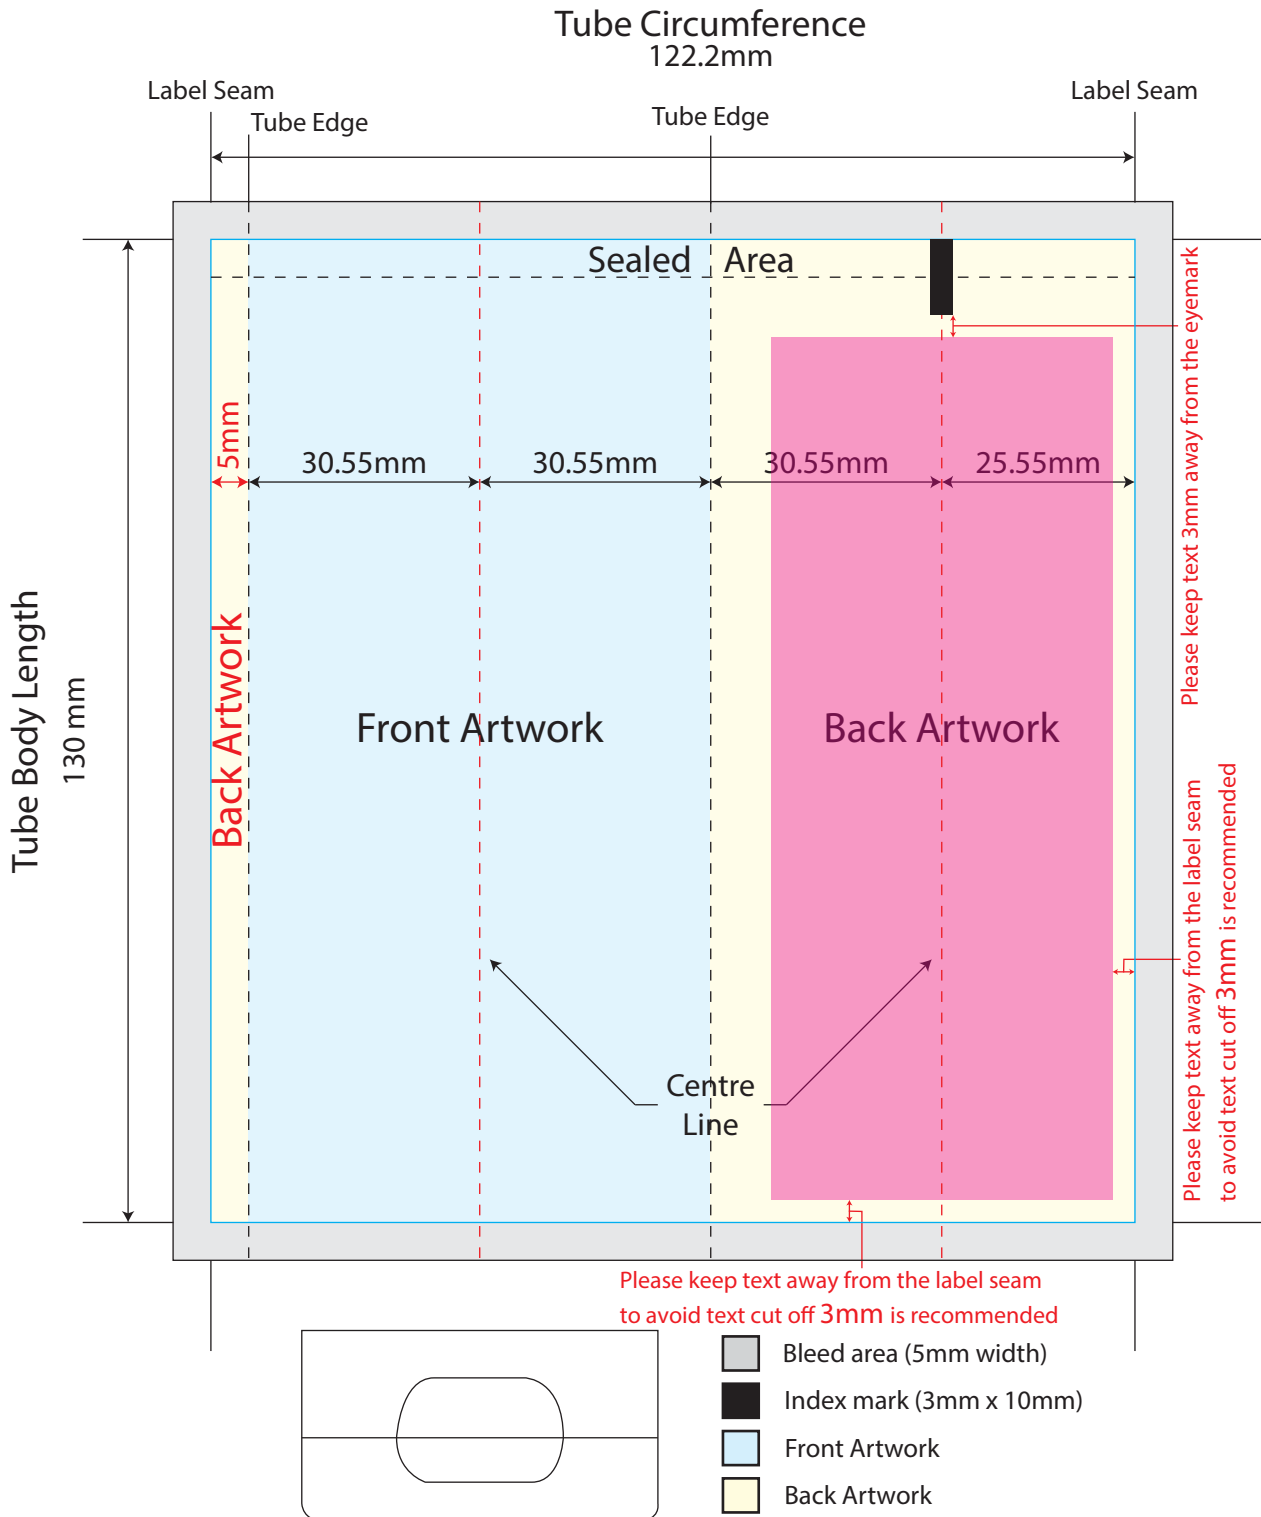 Tube Circumference
122.2mm
Label Seam
Label Seam
Tube Edge
Tube Edge
Sealed Area
5mm
30.55mm
30.55mm
30.55mm
25.55mm
Please keep text 3mm away from the eyemark
Tube Body Length
130 mm
Back Artwork
Front Artwork
Back Artwork
Please keep text away from the label seam
to avoid text cut off 3mm is recommended
Centre
Line
Please keep text away from the label seam
to avoid text cut off 3mm is recommended
Bleed area (5mm width)
Index mark (3mm x 10mm)
Front Artwork
Back Artwork